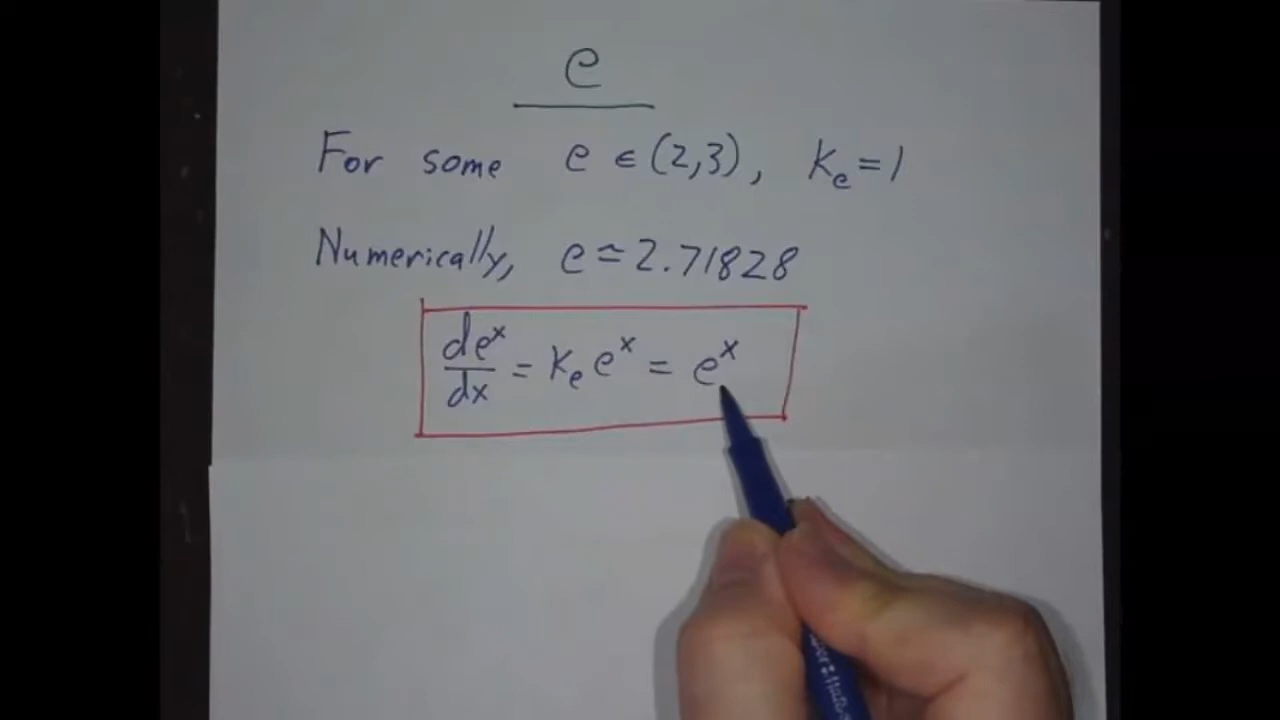 e
For some e ∈ (2,3), Kₑ = 1
Numerically, e ≃ 2.71828
deˣ/dx = Kₑ eˣ = eˣ